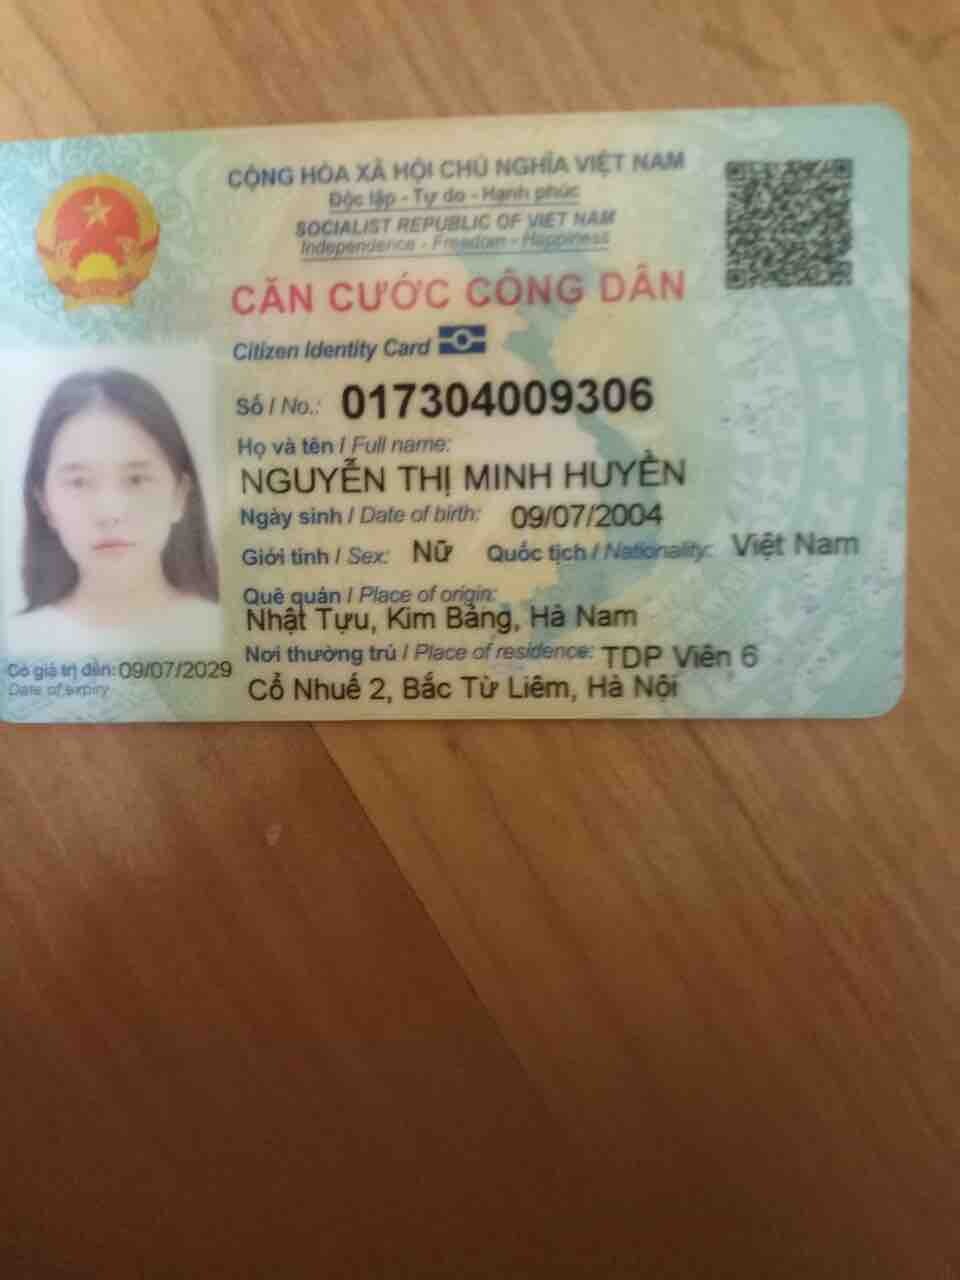 CỘNG HÒA XÃ HỘI CHỦ NGHĨA VIỆT NAM
Độc lập - Tự do - Hạnh phúc
SOCIALIST REPUBLIC OF VIET NAM
Independence - Freedom - Happiness
CĂN CƯỚC CÔNG DÂN
Citizen Identity Card
Số / No.: 017304009306
Họ và tên / Full name:
NGUYỄN THỊ MINH HUYỀN
Ngày sinh / Date of birth: 09/07/2004
Giới tính / Sex: Nữ Quốc tịch / Nationality: Việt Nam
Quê quán / Place of origin:
Nhật Tựu, Kim Bảng, Hà Nam
Nơi thường trú / Place of residence: TDP Viên 6
Cổ Nhuế 2, Bắc Từ Liêm, Hà Nội
Có giá trị đến: 09/07/2029
Date of expiry